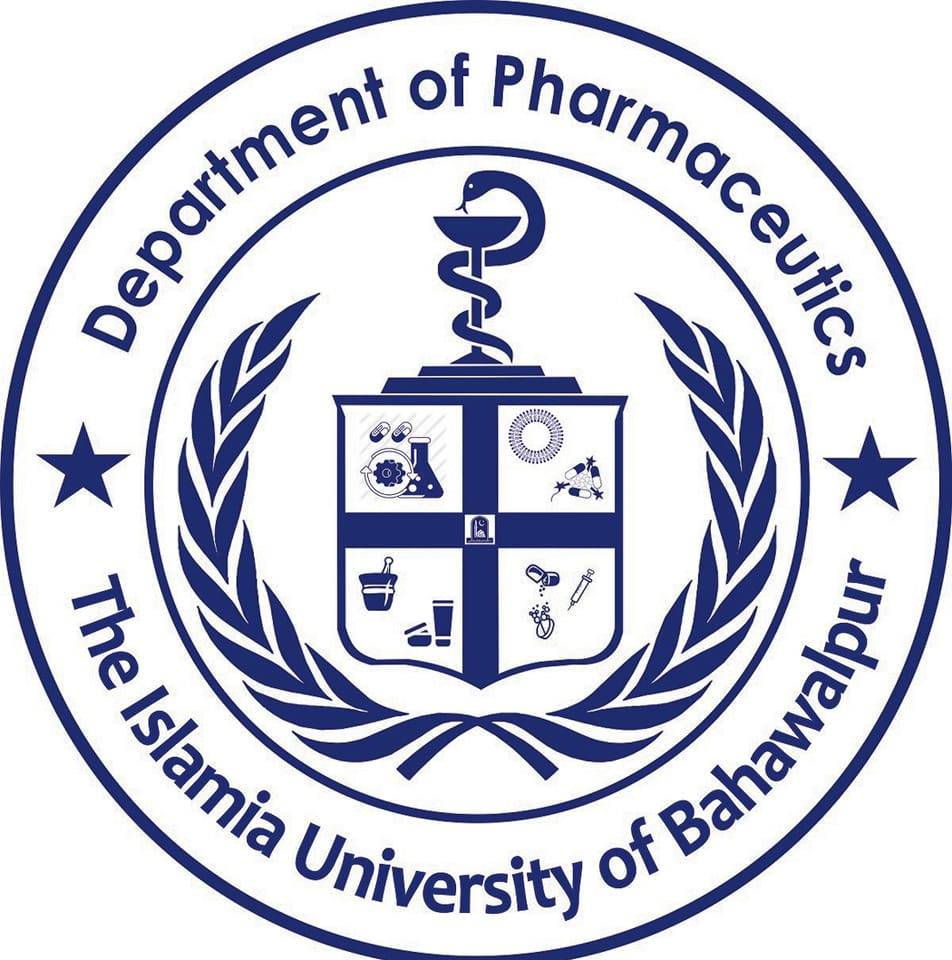 Department of Pharmaceutics
The Islamia University of Bahawalpur